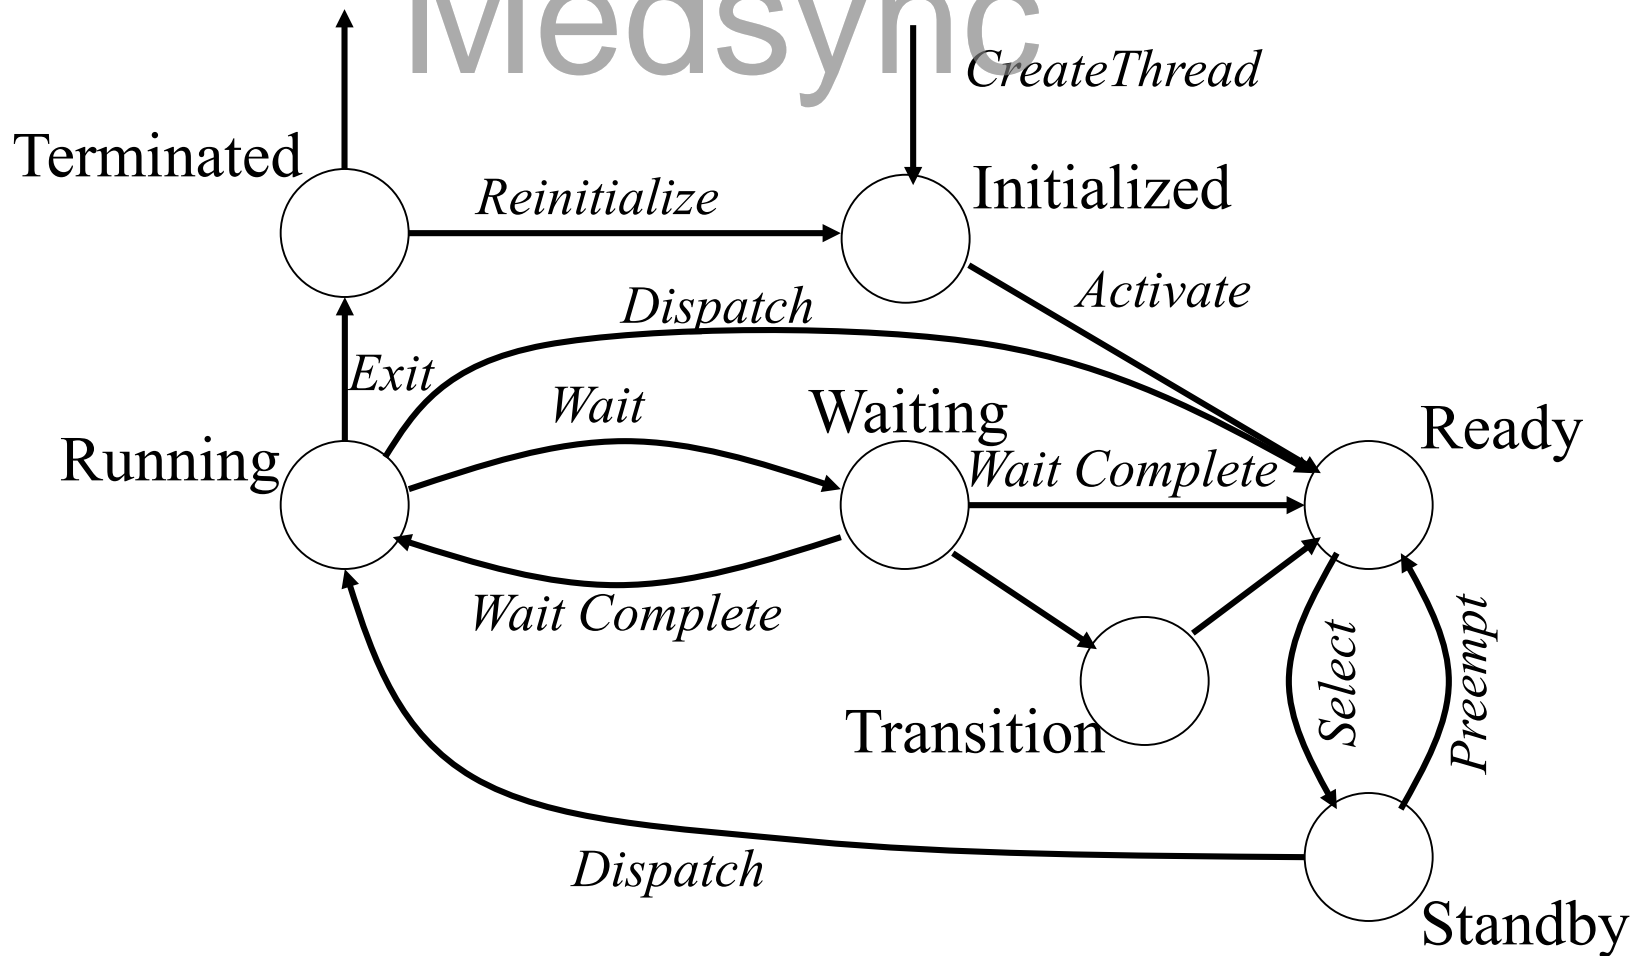 Medsync
CreateThread
Terminated
Initialized
Reinitialize
Activate
Dispatch
Exit
Wait
Waiting
Ready
Running
Wait Complete
Wait Complete
Select
Preempt
Transition
Dispatch
Standby